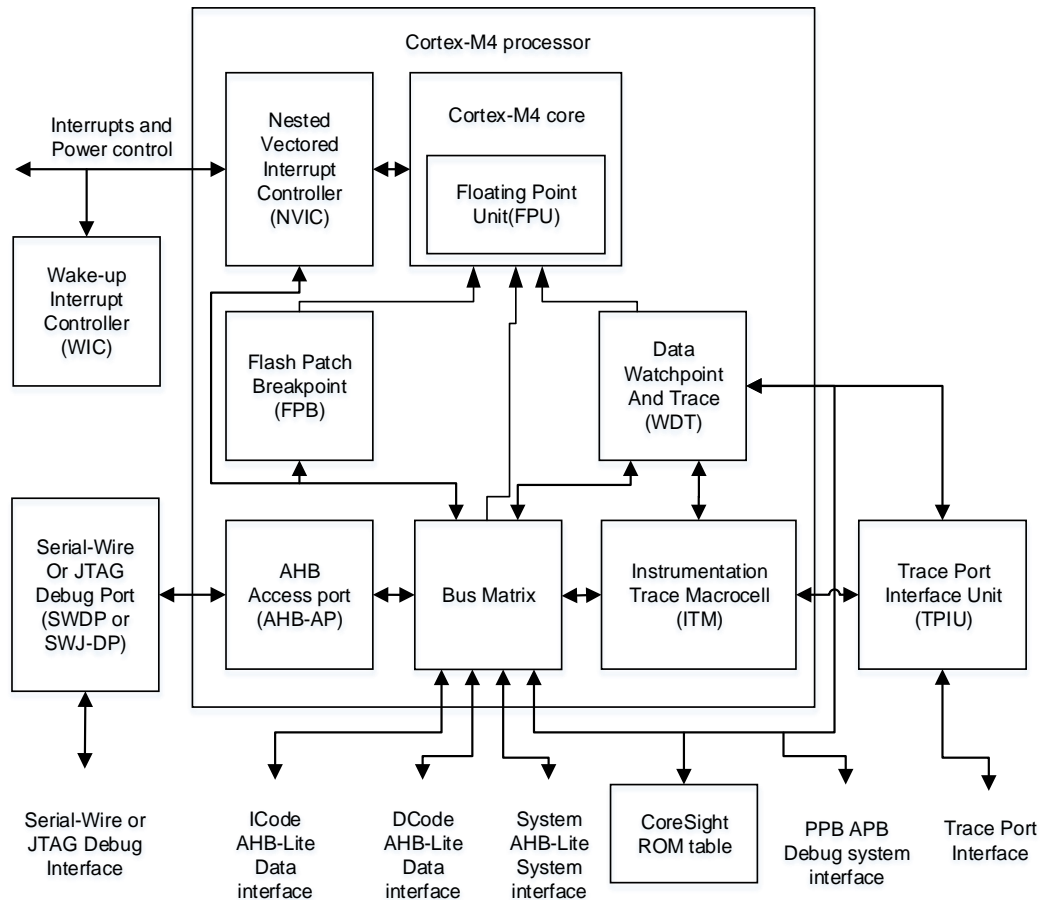 Cortex-M4 processor
Interrupts and
Power control
Nested
Vectored
Interrupt
Controller
(NVIC)
Cortex-M4 core
Floating Point
Unit(FPU)
Wake-up
Interrupt
Controller
(WIC)
Flash Patch
Breakpoint
(FPB)
Data
Watchpoint
And Trace
(WDT)
Serial-Wire
Or JTAG
Debug Port
(SWDP or
SWJ-DP)
AHB
Access port
(AHB-AP)
Bus Matrix
Instrumentation
Trace Macrocell
(ITM)
Trace Port
Interface Unit
(TPIU)
Serial-Wire or
JTAG Debug
Interface
ICode
AHB-Lite
Data
interface
DCode
AHB-Lite
Data
interface
System
AHB-Lite
System
interface
CoreSight
ROM table
PPB APB
Debug system
interface
Trace Port
Interface